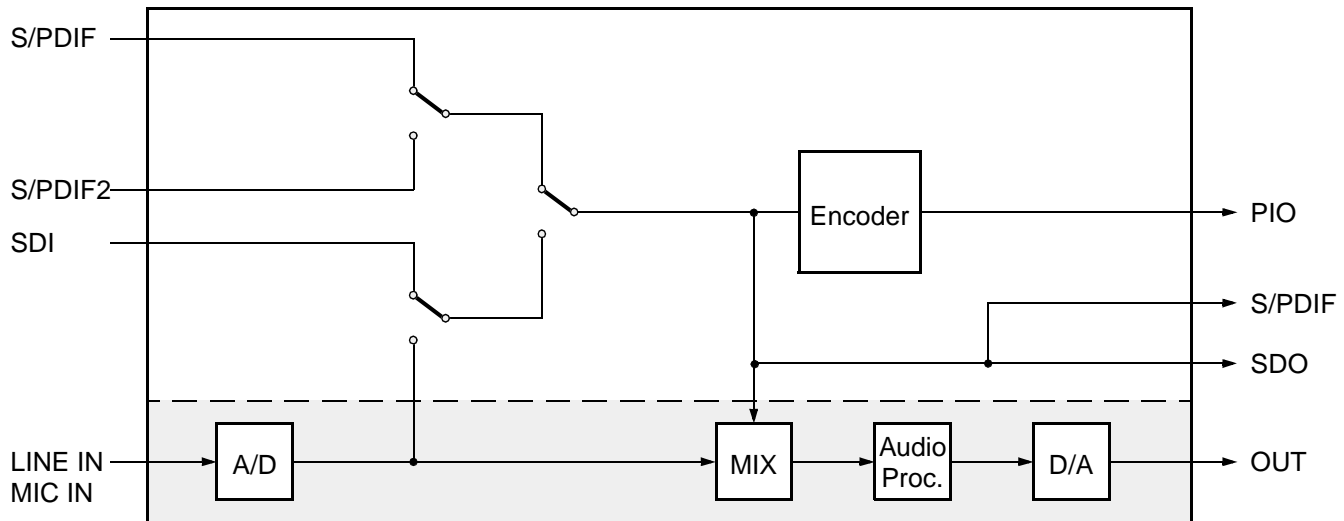 S/PDIF
S/PDIF2
SDI
Encoder
PIO
S/PDIF
SDO
LINE IN
MIC IN
A/D
MIX
Audio
Proc.
D/A
OUT